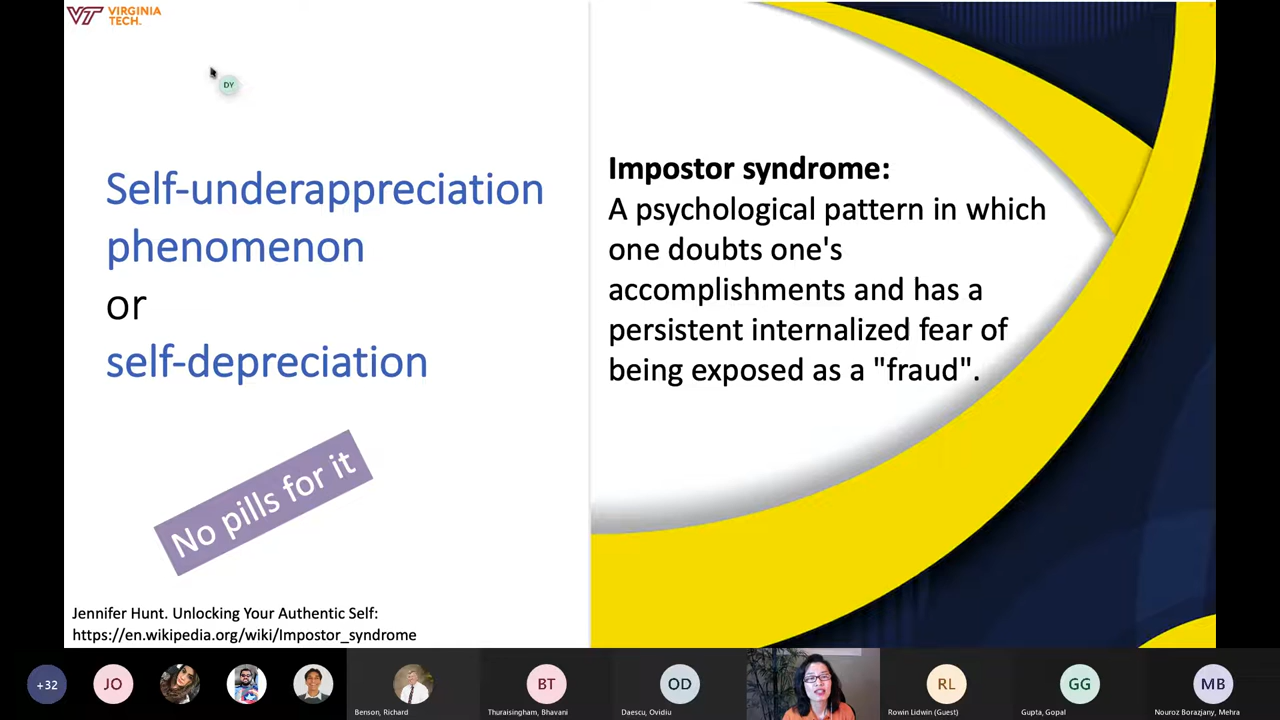 VT VIRGINIA
TECH.
DY
Self-underappreciation
phenomenon
or
self-depreciation
No pills for it
Jennifer Hunt. Unlocking Your Authentic Self:
https://en.wikipedia.org/wiki/Impostor_syndrome
Impostor syndrome:
A psychological pattern in which
one doubts one's
accomplishments and has a
persistent internalized fear of
being exposed as a "fraud".
+32
JO
BT
OD
RL
GG
MB
Benson, Richard
Thuraisingham, Bhavani
Daescu, Ovidiu
Rowin Lidwin (Guest)
Gupta, Gopal
Nouroz Borazjany, Mehra